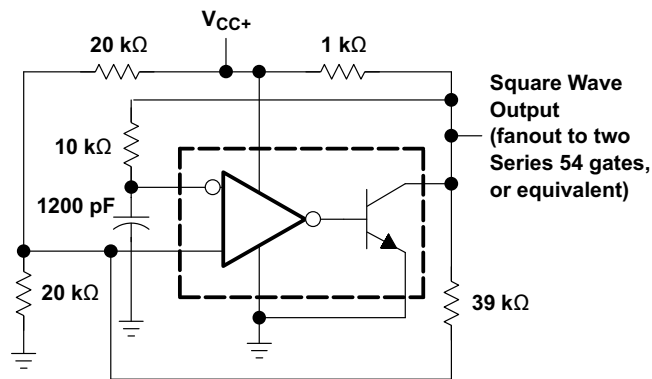 V_CC+
20 kΩ
1 kΩ
Square Wave
Output
(fanout to two
Series 54 gates,
or equivalent)
10 kΩ
1200 pF
20 kΩ
39 kΩ